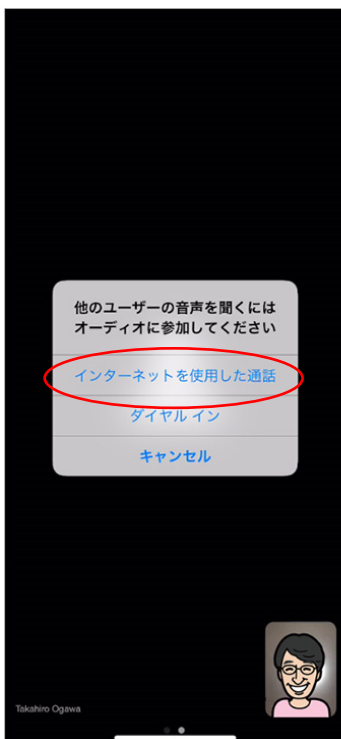 他のユーザーの音声を聞くには
オーディオに参加してください
インターネットを使用した通話
ダイヤル イン
キャンセル
Takahiro Ogawa